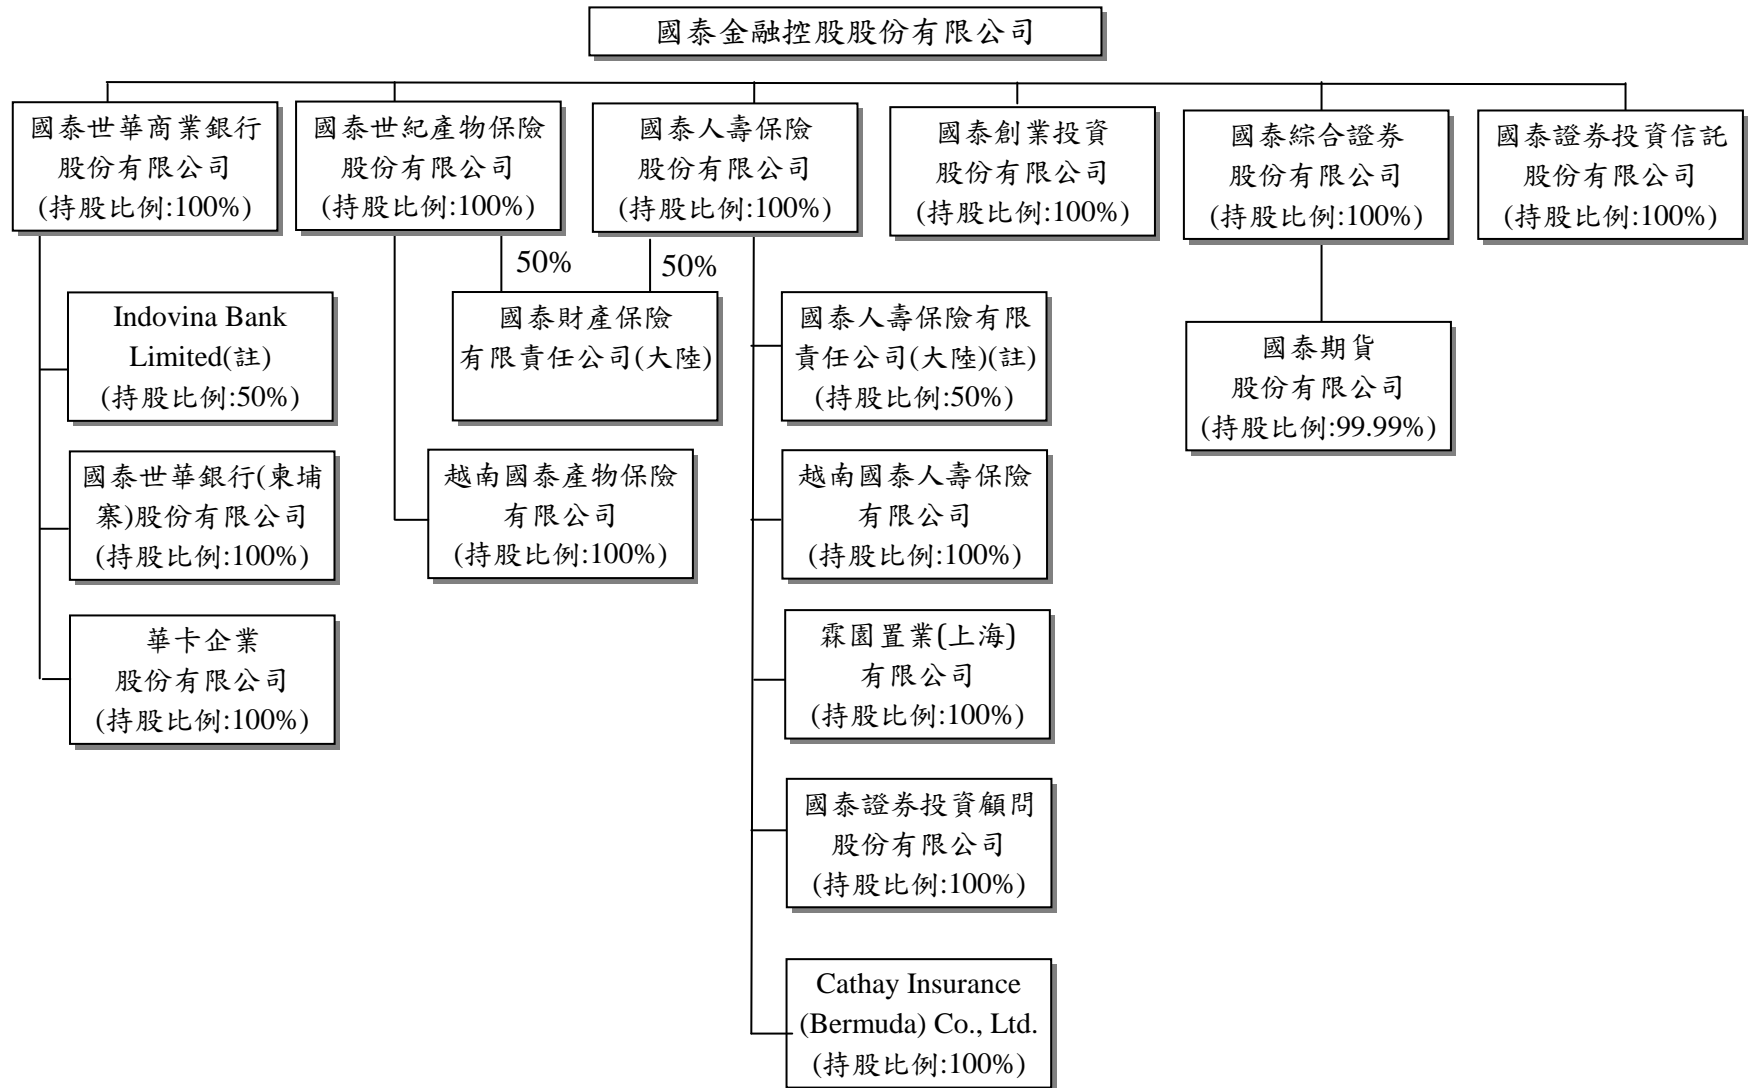 國泰金融控股股份有限公司
國泰世華商業銀行
股份有限公司
(持股比例:100%)
國泰世紀產物保險
股份有限公司
(持股比例:100%)
國泰人壽保險
股份有限公司
(持股比例:100%)
國泰創業投資
股份有限公司
(持股比例:100%)
國泰綜合證券
股份有限公司
(持股比例:100%)
國泰證券投資信託
股份有限公司
(持股比例:100%)
50%
50%
Indovina Bank
Limited(註)
(持股比例:50%)
國泰財產保險
有限責任公司(大陸)
國泰人壽保險有限
責任公司(大陸)(註)
(持股比例:50%)
國泰期貨
股份有限公司
(持股比例:99.99%)
國泰世華銀行(柬埔
寨)股份有限公司
(持股比例:100%)
越南國泰產物保險
有限公司
(持股比例:100%)
越南國泰人壽保險
有限公司
(持股比例:100%)
華卡企業
股份有限公司
(持股比例:100%)
霖園置業(上海)
有限公司
(持股比例:100%)
國泰證券投資顧問
股份有限公司
(持股比例:100%)
Cathay Insurance
(Bermuda) Co., Ltd.
(持股比例:100%)